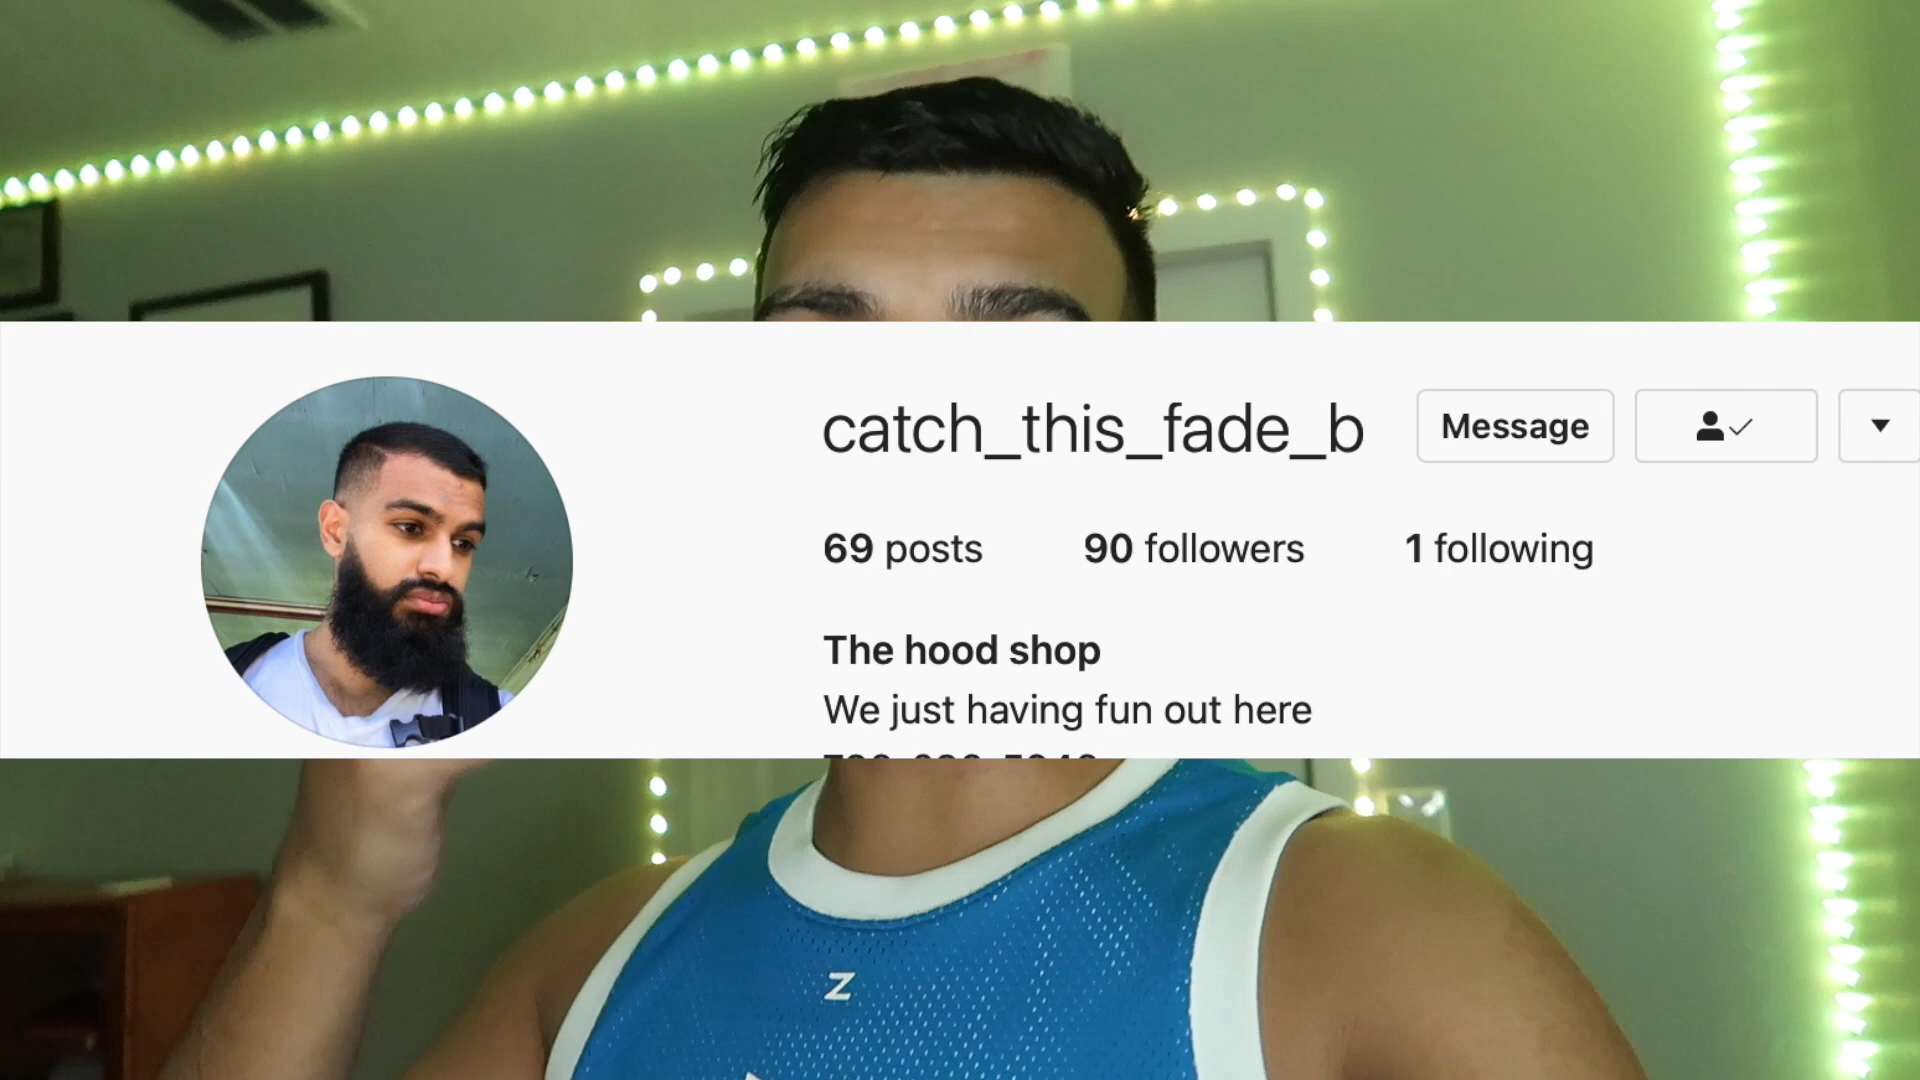 catch_this_fade_b
Message
69 posts 90 followers 1 following
The hood shop
We just having fun out here
Z